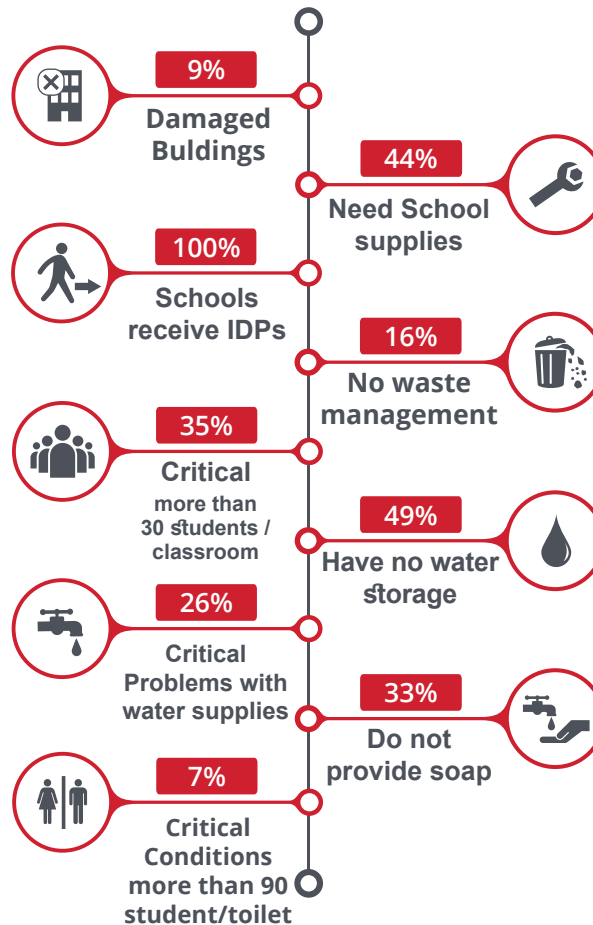 9%
Damaged
Buldings
44%
Need School
supplies
100%
Schools
receive IDPs
16%
No waste
management
35%
Critical
more than
30 students /
classroom
49%
Have no water
storage
26%
Critical
Problems with
water supplies
33%
Do not
provide soap
7%
Critical
Conditions
more than 90
student/toilet